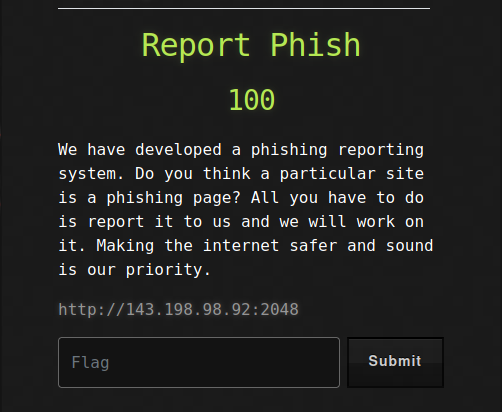 Report Phish
100
We have developed a phishing reporting
system. Do you think a particular site
is a phishing page? All you have to do
is report it to us and we will work on
it. Making the internet safer and sound
is our priority.
http://143.198.98.92:2048
Flag
Submit